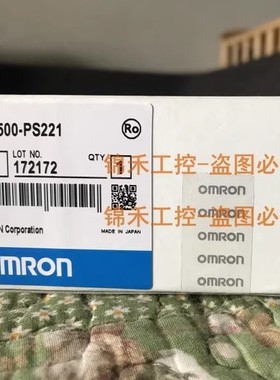 500-PS221
Ro
LOT NO.
172172
QTY.
1
N Corporation
MADE IN JAPAN
OMRON
OMRON
OMRON
OMRON
OMRON
OMRON
锦禾工控-盗图必
锦禾工控-盗图必